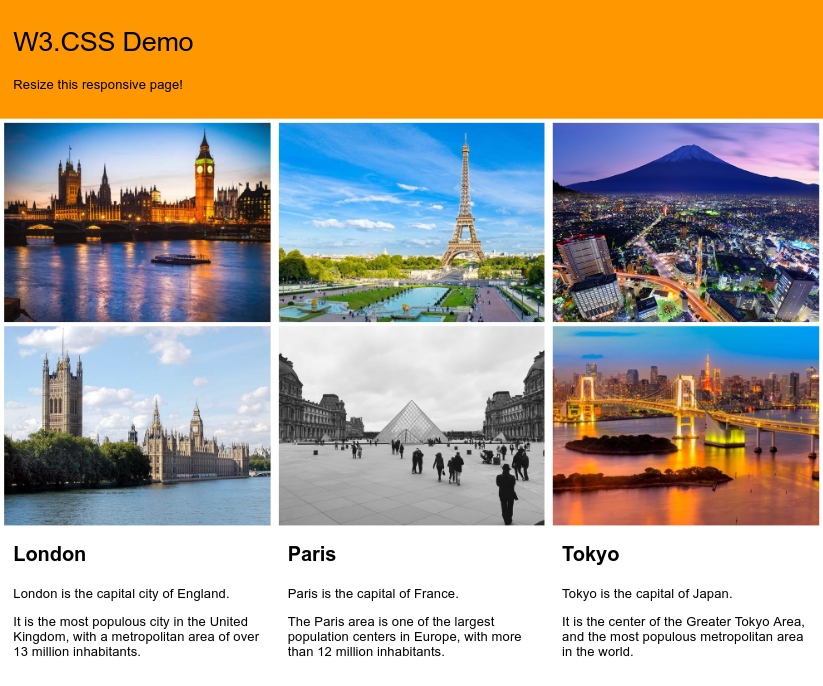 W3.CSS Demo
Resize this responsive page!
London
London is the capital city of England.
It is the most populous city in the United
Kingdom, with a metropolitan area of over
13 million inhabitants.
Paris
Paris is the capital of France.
The Paris area is one of the largest
population centers in Europe, with more
than 12 million inhabitants.
Tokyo
Tokyo is the capital of Japan.
It is the center of the Greater Tokyo Area,
and the most populous metropolitan area
in the world.